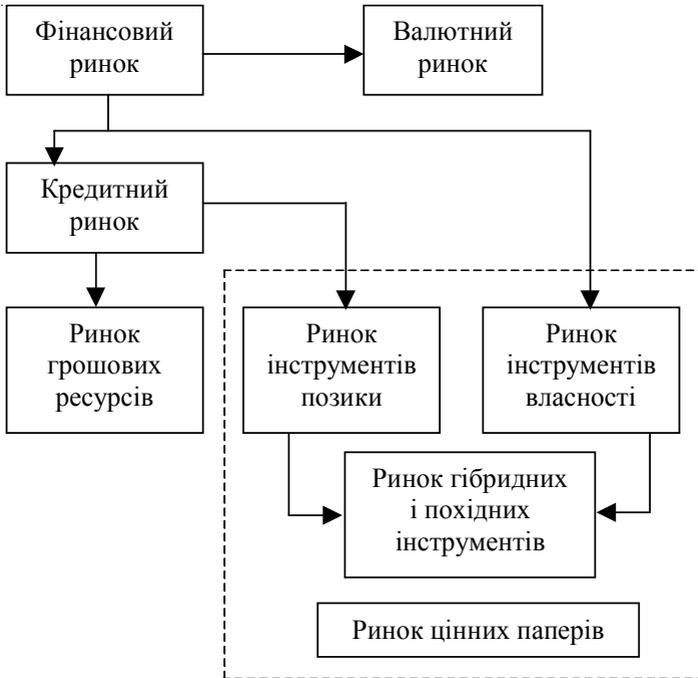 Фінансовий
ринок
Валютний
ринок
Кредитний
ринок
Ринок
грошових
ресурсів
Ринок
інструментів
позики
Ринок
інструментів
власності
Ринок гібридних
і похідних
інструментів
Ринок цінних паперів